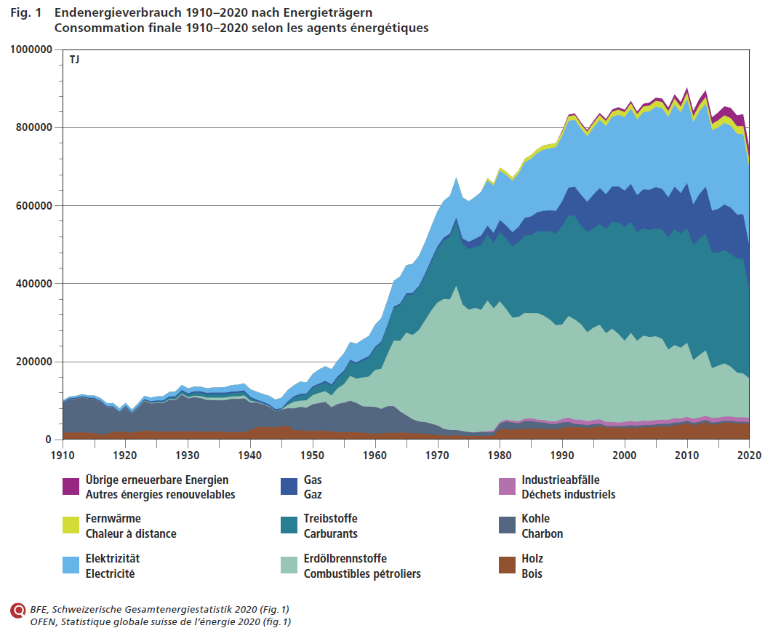 Fig. 1 Endenergieverbrauch 1910–2020 nach Energieträgern
Consommation finale 1910–2020 selon les agents énergétiques
1000000
TJ
800000
600000
400000
200000
0
1910 1920 1930 1940 1950 1960 1970 1980 1990 2000 2010 2020
Übrige erneuerbare Energien
Autres énergies renouvelables
Gas
Gaz
Industrieabfälle
Déchets industriels
Fernwärme
Chaleur à distance
Treibstoffe
Carburants
Kohle
Charbon
Elektrizität
Electricité
Erdölbrennstoffe
Combustibles pétroliers
Holz
Bois
BFE, Schweizerische Gesamtenergiestatistik 2020 (Fig. 1)
OFEN, Statistique globale suisse de l'énergie 2020 (fig. 1)